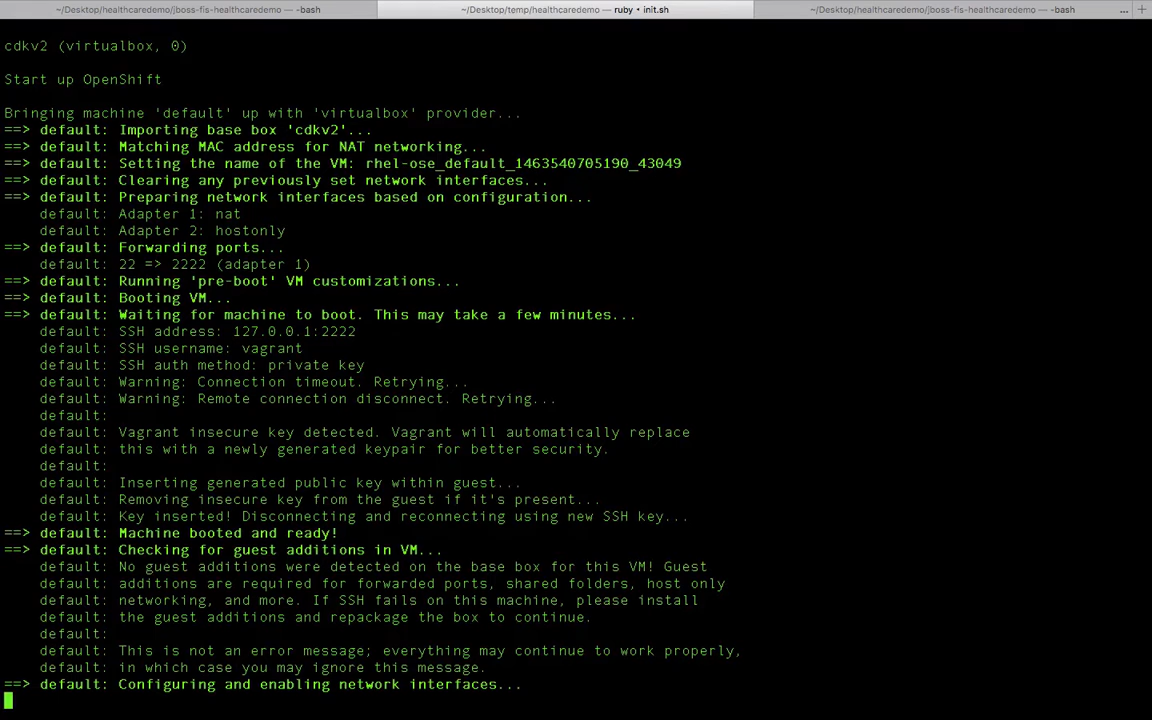 ~/Desktop/healthcaredemo/jboss-fis-healthcaredemo — -bash
~/Desktop/temp/healthcaredemo — ruby • init.sh
~/Desktop/healthcaredemo/jboss-fis-healthcaredemo — -bash
... +
cdkv2 (virtualbox, 0)
Start up OpenShift
Bringing machine 'default' up with 'virtualbox' provider...
==> default: Importing base box 'cdkv2'...
==> default: Matching MAC address for NAT networking...
==> default: Setting the name of the VM: rhel-ose_default_1463540705190_43049
==> default: Clearing any previously set network interfaces...
==> default: Preparing network interfaces based on configuration...
default: Adapter 1: nat
default: Adapter 2: hostonly
==> default: Forwarding ports...
default: 22 => 2222 (adapter 1)
==> default: Running 'pre-boot' VM customizations...
==> default: Booting VM...
==> default: Waiting for machine to boot. This may take a few minutes...
default: SSH address: 127.0.0.1:2222
default: SSH username: vagrant
default: SSH auth method: private key
default: Warning: Connection timeout. Retrying...
default: Warning: Remote connection disconnect. Retrying...
default:
default: Vagrant insecure key detected. Vagrant will automatically replace
default: this with a newly generated keypair for better security.
default:
default: Inserting generated public key within guest...
default: Removing insecure key from the guest if it's present...
default: Key inserted! Disconnecting and reconnecting using new SSH key...
==> default: Machine booted and ready!
==> default: Checking for guest additions in VM...
default: No guest additions were detected on the base box for this VM! Guest
default: additions are required for forwarded ports, shared folders, host only
default: networking, and more. If SSH fails on this machine, please install
default: the guest additions and repackage the box to continue.
default:
default: This is not an error message; everything may continue to work properly,
default: in which case you may ignore this message.
==> default: Configuring and enabling network interfaces...